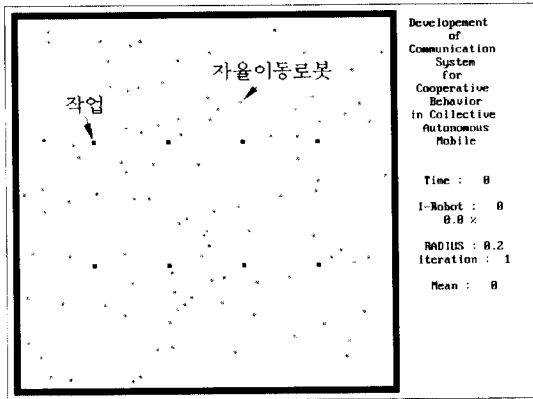 자율이동로봇
작업
Developement
of
Communication
System
for
Cooperative
Behavior
in Collective
Autonomous
Mobile
Time : 0
I-Robot : 0
0.0 %
RADIUS : 0.2
iteration : 1
Mean : 0